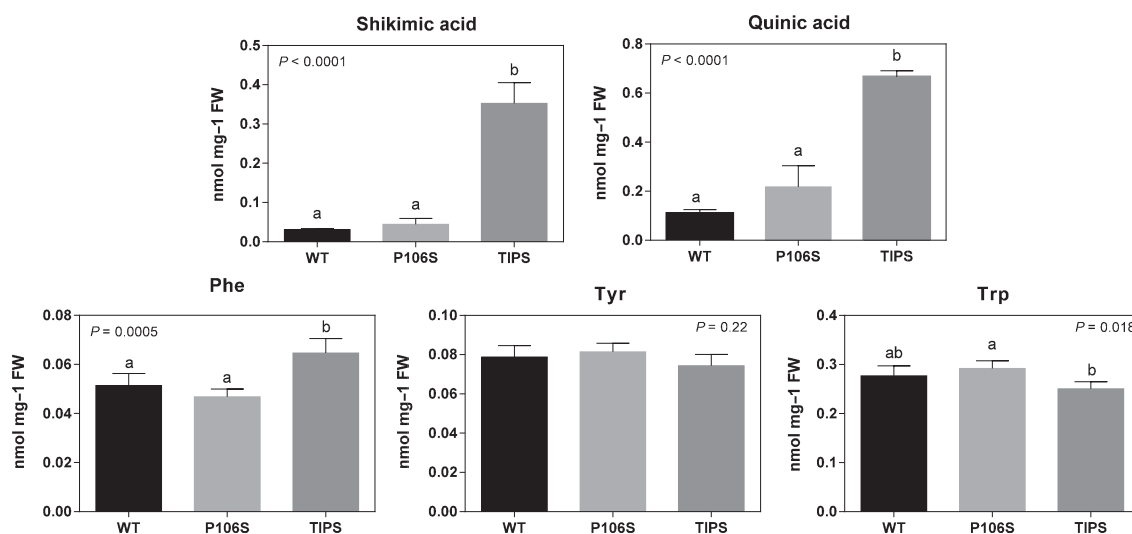 Shikimic acid
P < 0.0001
nmol mg−1 FW
0.5
0.4
0.3
0.2
0.1
0.0
a
a
b
WT
P106S
TIPS
Quinic acid
P < 0.0001
nmol mg−1 FW
0.8
0.6
0.4
0.2
0.0
a
a
b
WT
P106S
TIPS
Phe
P = 0.0005
nmol mg−1 FW
0.08
0.06
0.04
0.02
0.00
a
a
b
WT
P106S
TIPS
Tyr
P = 0.22
nmol mg−1 FW
0.10
0.08
0.06
0.04
0.02
0.00
WT
P106S
TIPS
Trp
P = 0.018
nmol mg−1 FW
0.4
0.3
0.2
0.1
0.0
ab
a
b
WT
P106S
TIPS